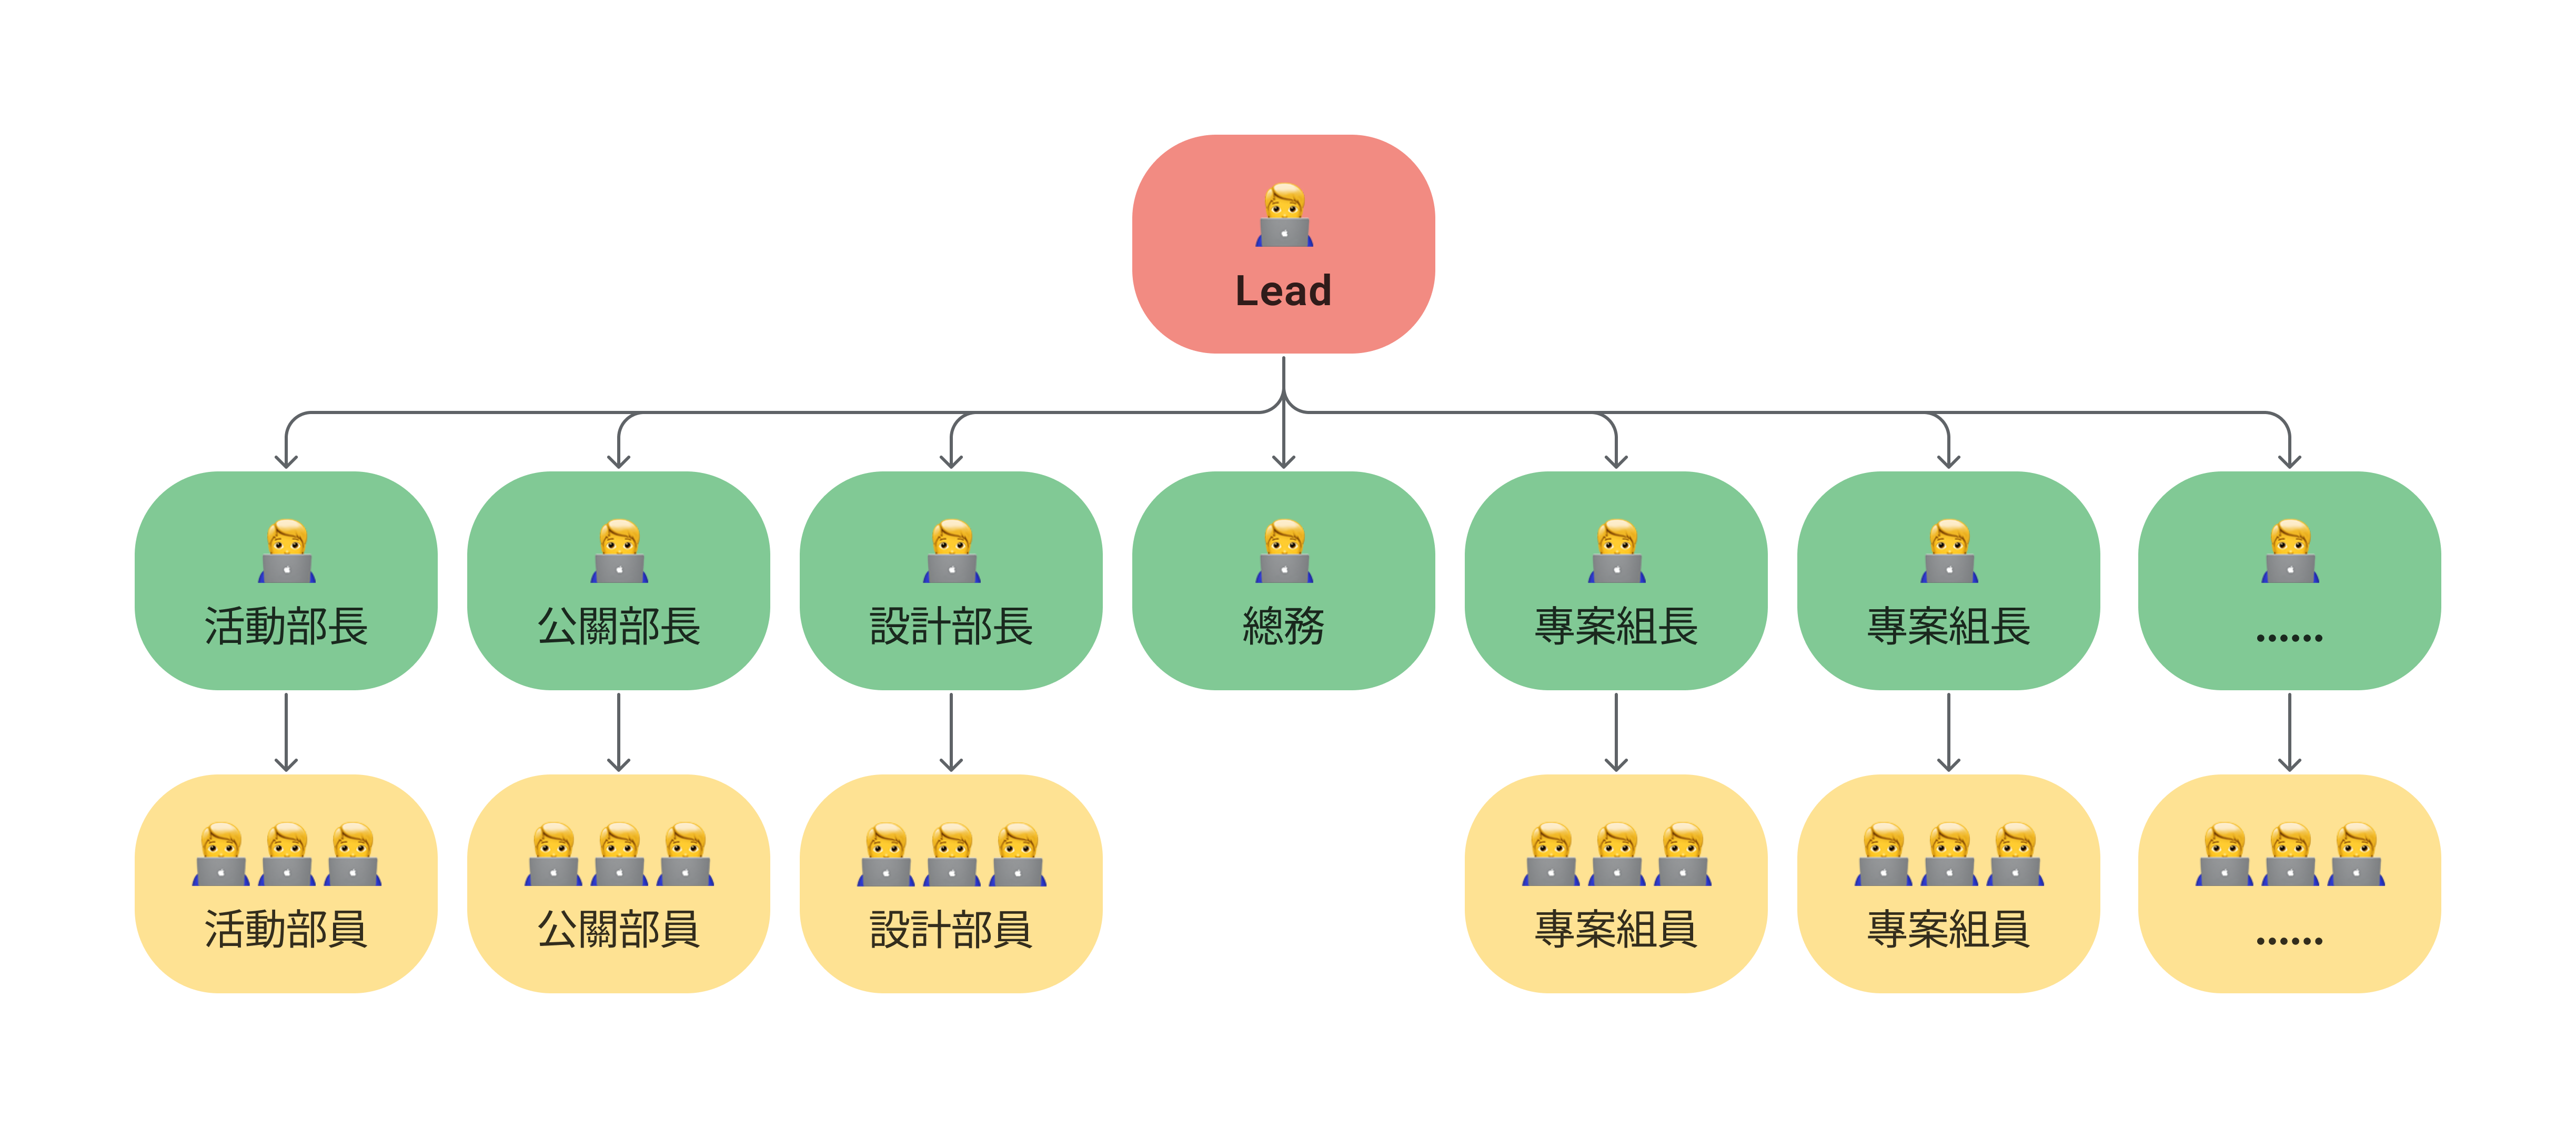 Lead
活動部長
公關部長
設計部長
總務
專案組長
專案組長
......
活動部員
公關部員
設計部員
專案組員
專案組員
......